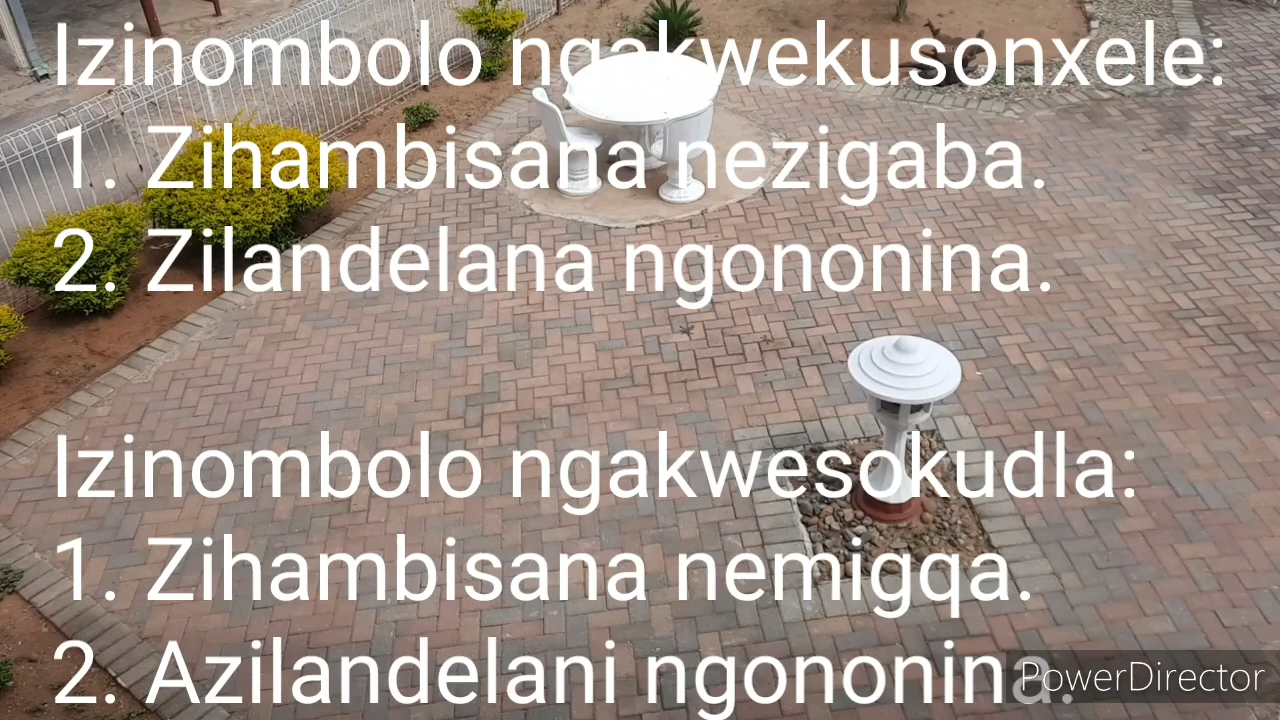 Izinombolo ngakwekusonxele:
1. Zihambisana nezigaba.
2. Zilandelana ngononina.
Izinombolo ngakwesokudla:
1. Zihambisana nemigqa.
2. Azilandelani ngononina.
PowerDirector